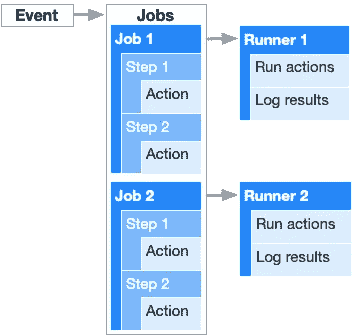 Event
Jobs
Job 1
Step 1
Action
Step 2
Action
Runner 1
Run actions
Log results
Job 2
Step 1
Action
Step 2
Action
Runner 2
Run actions
Log results